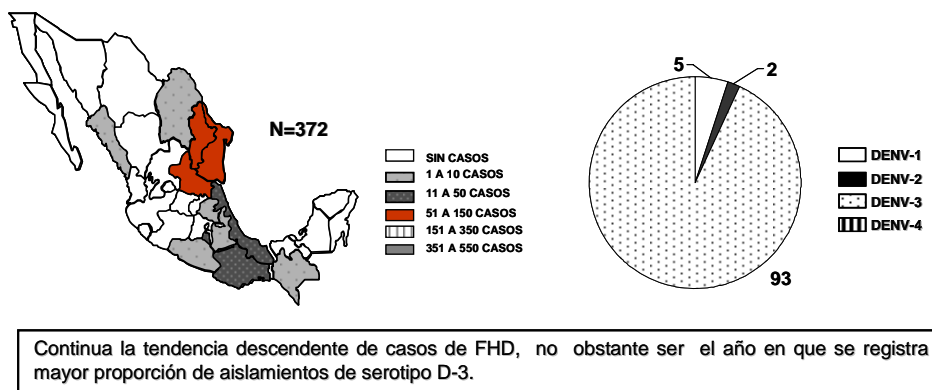 N=372
SIN CASOS
1 A 10 CASOS
11 A 50 CASOS
51 A 150 CASOS
151 A 350 CASOS
351 A 550 CASOS
5
2
93
DENV-1
DENV-2
DENV-3
DENV-4
Continua la tendencia descendente de casos de FHD, no obstante ser el año en que se registra
mayor proporción de aislamientos de serotipo D-3.